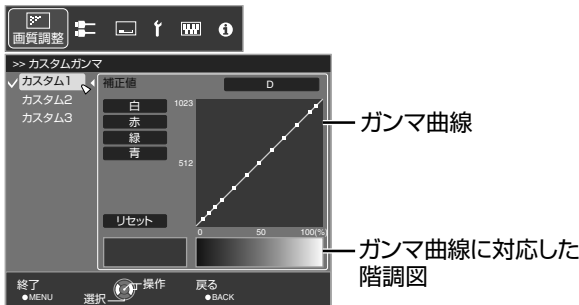 画質調整
>> カスタムガンマ
カスタム1
カスタム2
カスタム3
補正値
D
白
赤
緑
青
リセット
1023
512
0 50 100(%)
ガンマ曲線
ガンマ曲線に対応した
階調図
終了
●MENU
選択
操作
戻る
●BACK